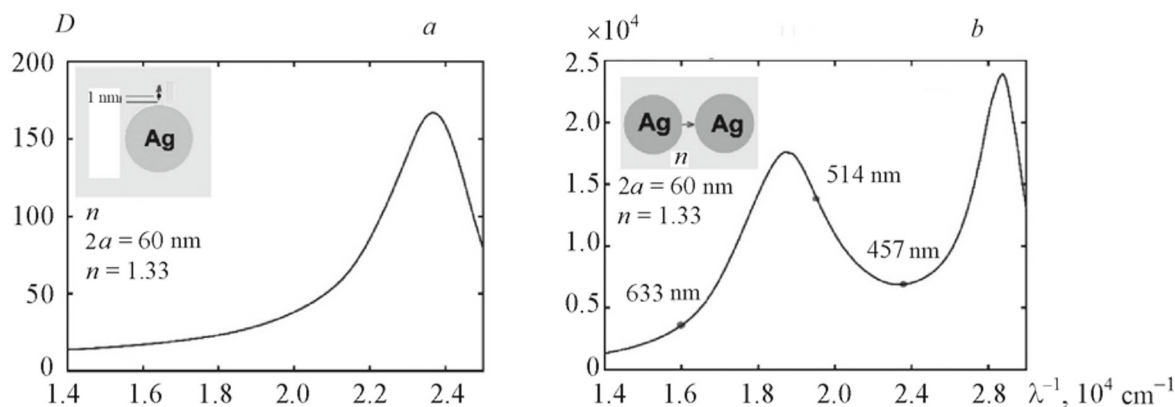 D
a
200
150
100
50
0
1 nm
Ag
n
2a = 60 nm
n = 1.33
1.4 1.6 1.8 2.0 2.2 2.4
×10⁴
b
2.5
2.0
1.5
1.0
0.5
0
Ag Ag
n
2a = 60 nm
n = 1.33
514 nm
457 nm
633 nm
1.4 1.6 1.8 2.0 2.4 2.8 λ⁻¹, 10⁴ cm⁻¹